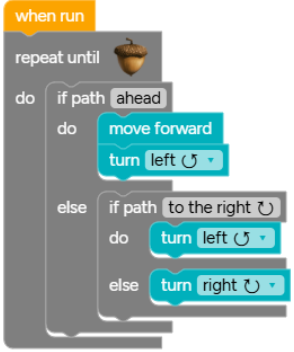 when run
repeat until
do if path ahead
do move forward
turn left ↺
else if path to the right ↻
do turn left ↺
else turn right ↻